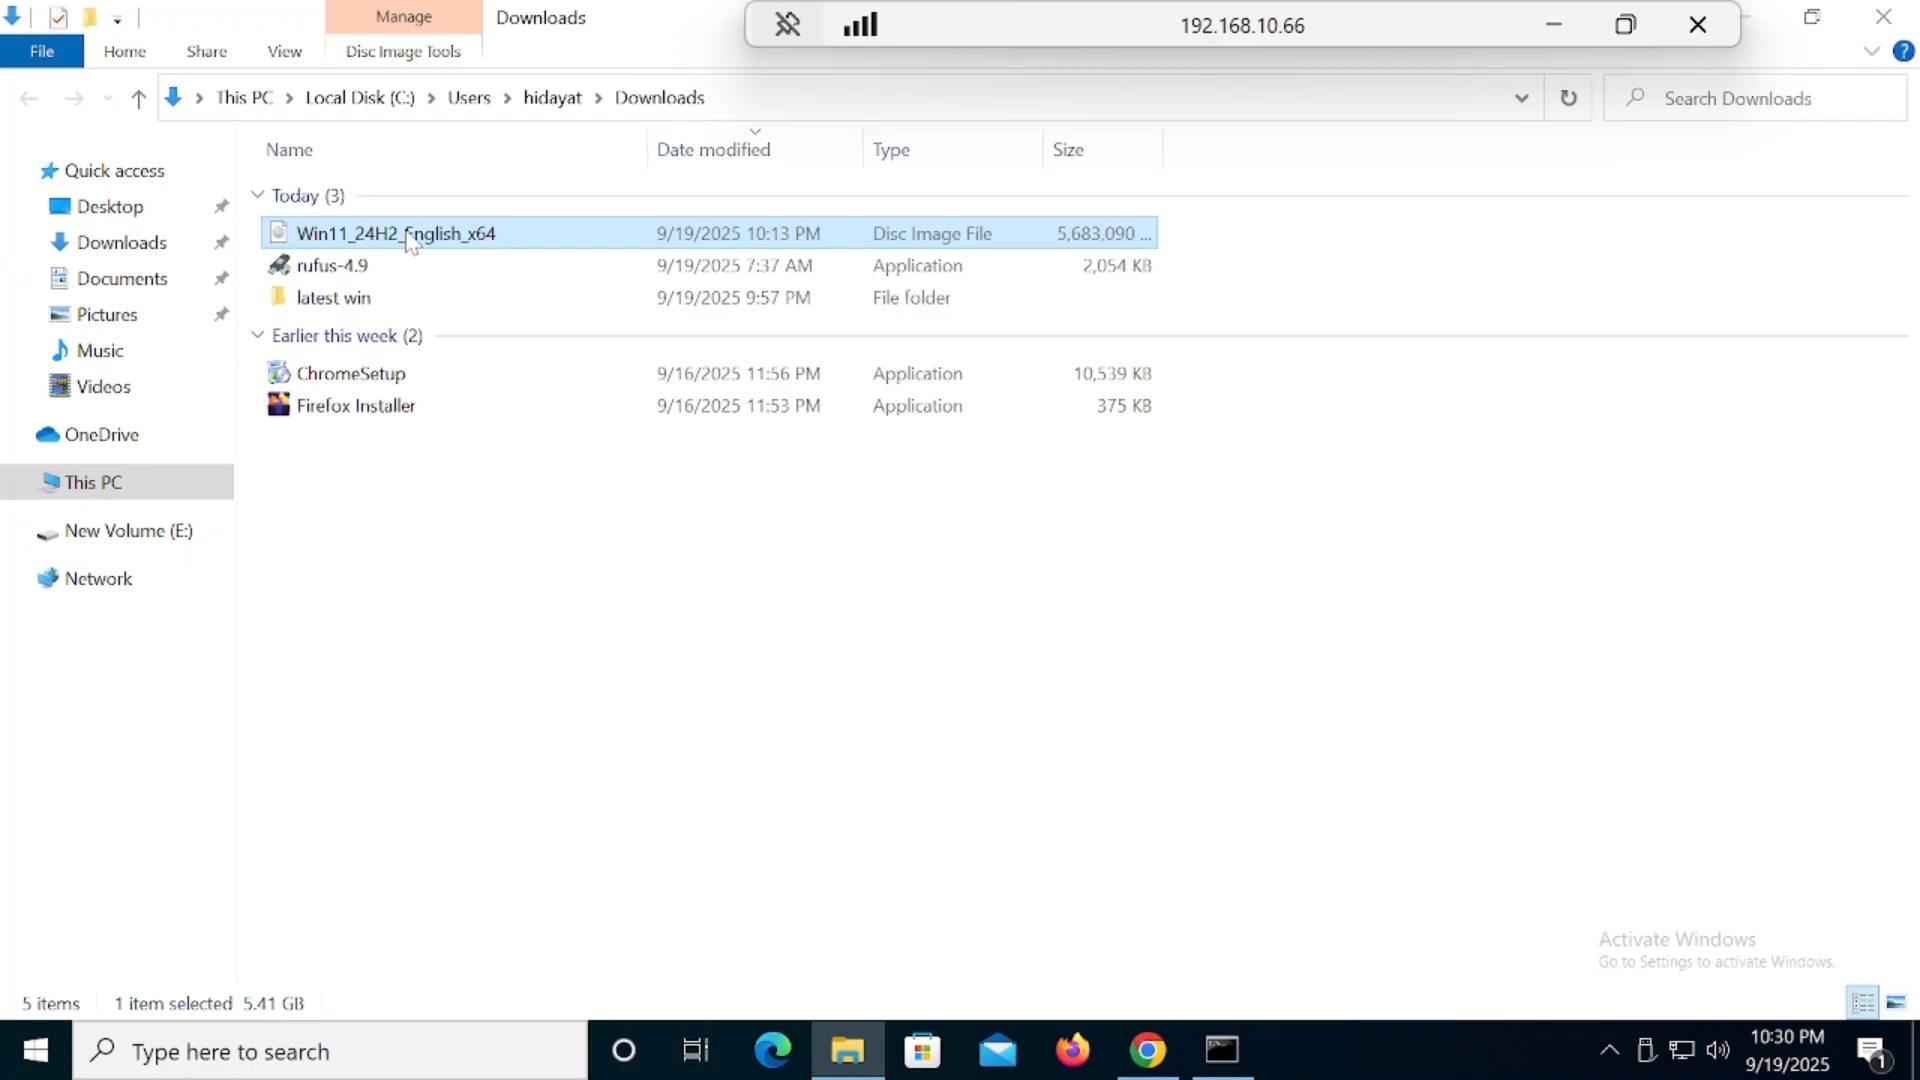 Manage
Downloads
192.168.10.66
File
Home
Share
View
Disc Image Tools
This PC
Local Disk (C:)
Users
hidayat
Downloads
Search Downloads
Name
Date modified
Type
Size
Quick access
Desktop
Downloads
Documents
Pictures
Music
Videos
OneDrive
This PC
New Volume (E:)
Network
Today (3)
Win11_24H2_English_x64 9/19/2025 10:13 PM Disc Image File 5,683,090 ...
rufus-4.9 9/19/2025 7:37 AM Application 2,054 KB
latest win 9/19/2025 9:57 PM File folder
Earlier this week (2)
ChromeSetup 9/16/2025 11:56 PM Application 10,539 KB
Firefox Installer 9/16/2025 11:53 PM Application 375 KB
Activate Windows
Go to Settings to activate Windows.
5 items 1 item selected 5.41 GB
Type here to search
10:30 PM
9/19/2025
1